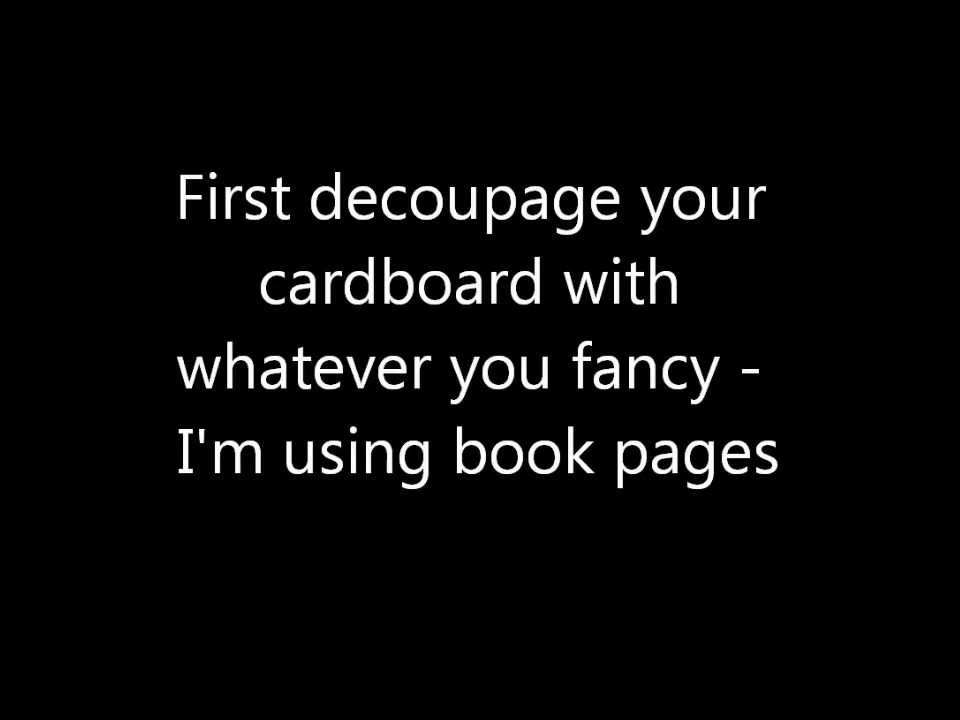 First decoupage your
cardboard with
whatever you fancy -
I'm using book pages